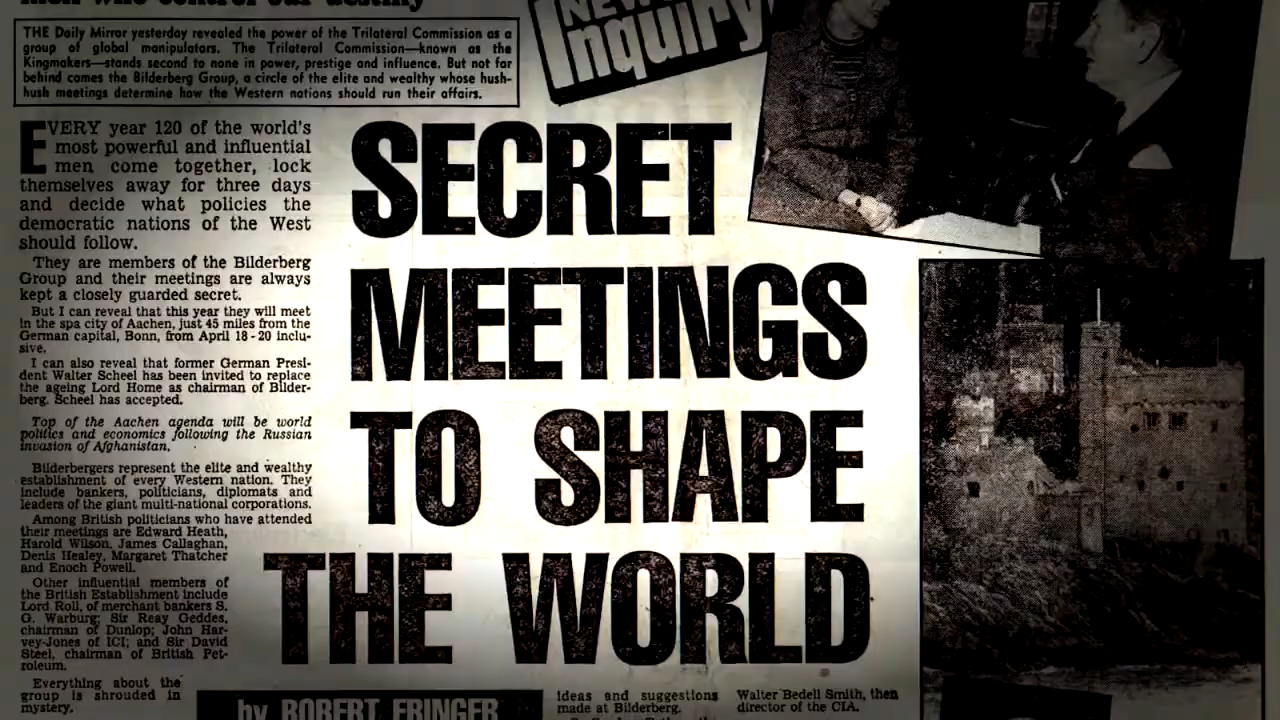 men who control our destiny
THE Daily Mirror yesterday revealed the power of the Trilateral Commission as a
group of global manipulators. The Trilateral Commission—known as the
Kingmakers—stands second to none in power, prestige and influence. But not far
behind comes the Bilderberg Group, a circle of the elite and wealthy whose hush-
hush meetings determine how the Western nations should run their affairs.
NEWS
Inquiry
EVERY year 120 of the world's
most powerful and influential
men come together, lock
themselves away for three days
and decide what policies the
democratic nations of the West
should follow.
They are members of the Bilderberg
Group and their meetings are always
kept a closely guarded secret.
But I can reveal that this year they will meet
in the spa city of Aachen, just 45 miles from the
German capital, Bonn, from April 18-20 inclu-
sive.
I can also reveal that former German Presi-
dent Walter Scheel has been invited to replace
the ageing Lord Home as chairman of Bilder-
berg. Scheel has accepted.
Top of the Aachen agenda will be world
politics and economics following the Russian
invasion of Afghanistan.
Bilderbergers represent the elite and wealthy
establishment of every Western nation. They
include bankers, politicians, diplomats and
leaders of the giant multi-national corporations.
Among British politicians who have attended
their meetings are Edward Heath,
Harold Wilson, James Callaghan,
Denis Healey, Margaret Thatcher
and Enoch Powell.
Other influential members of
the British Establishment include
Lord Roll, of merchant bankers S.
G. Warburg; Sir Reay Geddes,
chairman of Dunlop; John Har-
vey-Jones of ICI; and Sir David
Steel, chairman of British Pet-
roleum.
Everything about the
group is shrouded in
mystery.
SECRET
MEETINGS
TO SHAPE
THE WORLD
by ROBERT ERINGER
ideas and suggestions
made at Bilderberg.
Walter Bedell Smith, then
director of the CIA.